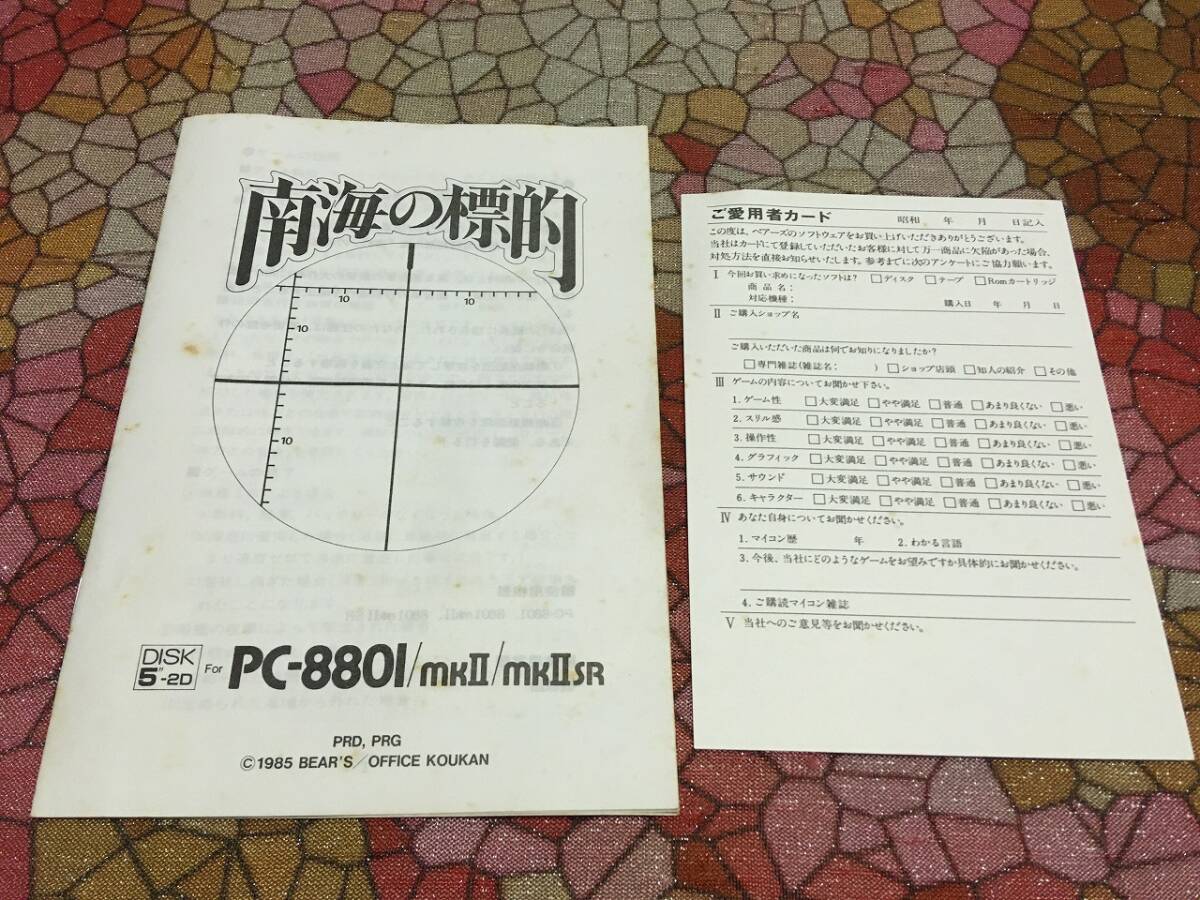 南海の標的
10
10
10
10
DISK
5"-2D
For PC-8801/mkII/mkIISR
PRD, PRG
©1985 BEAR'S/OFFICE KOUKAN
ご愛用者カード 昭和 年 月 日記入
この度は、ベアーズのソフトウェアをお買い上げいただきありがとうございます。
当社はカードにて登録していただいたお客様に対して万一商品に欠陥があった場合、
対処方法を直接お知らせいたします。参考までに次のアンケートにご協力願います。
I 今回お買い求めになったソフトは? □ディスク □テープ □Romカートリッジ
商品名:
対応機種: 購入日 年 月 日
II ご購入ショップ名
ご購入いただいた商品は何でお知りになりましたか?
□専門雑誌(雑誌名: ) □ショップ店頭 □知人の紹介 □その他
III ゲームの内容についてお聞かせ下さい。
1. ゲーム性 □大変満足 □やや満足 □普通 □あまり良くない □悪い
2. スリル感 □大変満足 □やや満足 □普通 □あまり良くない □悪い
3. 操作性 □大変満足 □やや満足 □普通 □あまり良くない □悪い
4. グラフィック □大変満足 □やや満足 □普通 □あまり良くない □悪い
5. サウンド □大変満足 □やや満足 □普通 □あまり良くない □悪い
6. キャラクター □大変満足 □やや満足 □普通 □あまり良くない □悪い
IV あなた自身についてお聞かせください。
1. マイコン歴 年 2. わかる言語
3. 今後、当社にどのようなゲームをお望みですか具体的にお聞かせください。
4. ご購読マイコン雑誌
V 当社へのご意見等をお聞かせください。